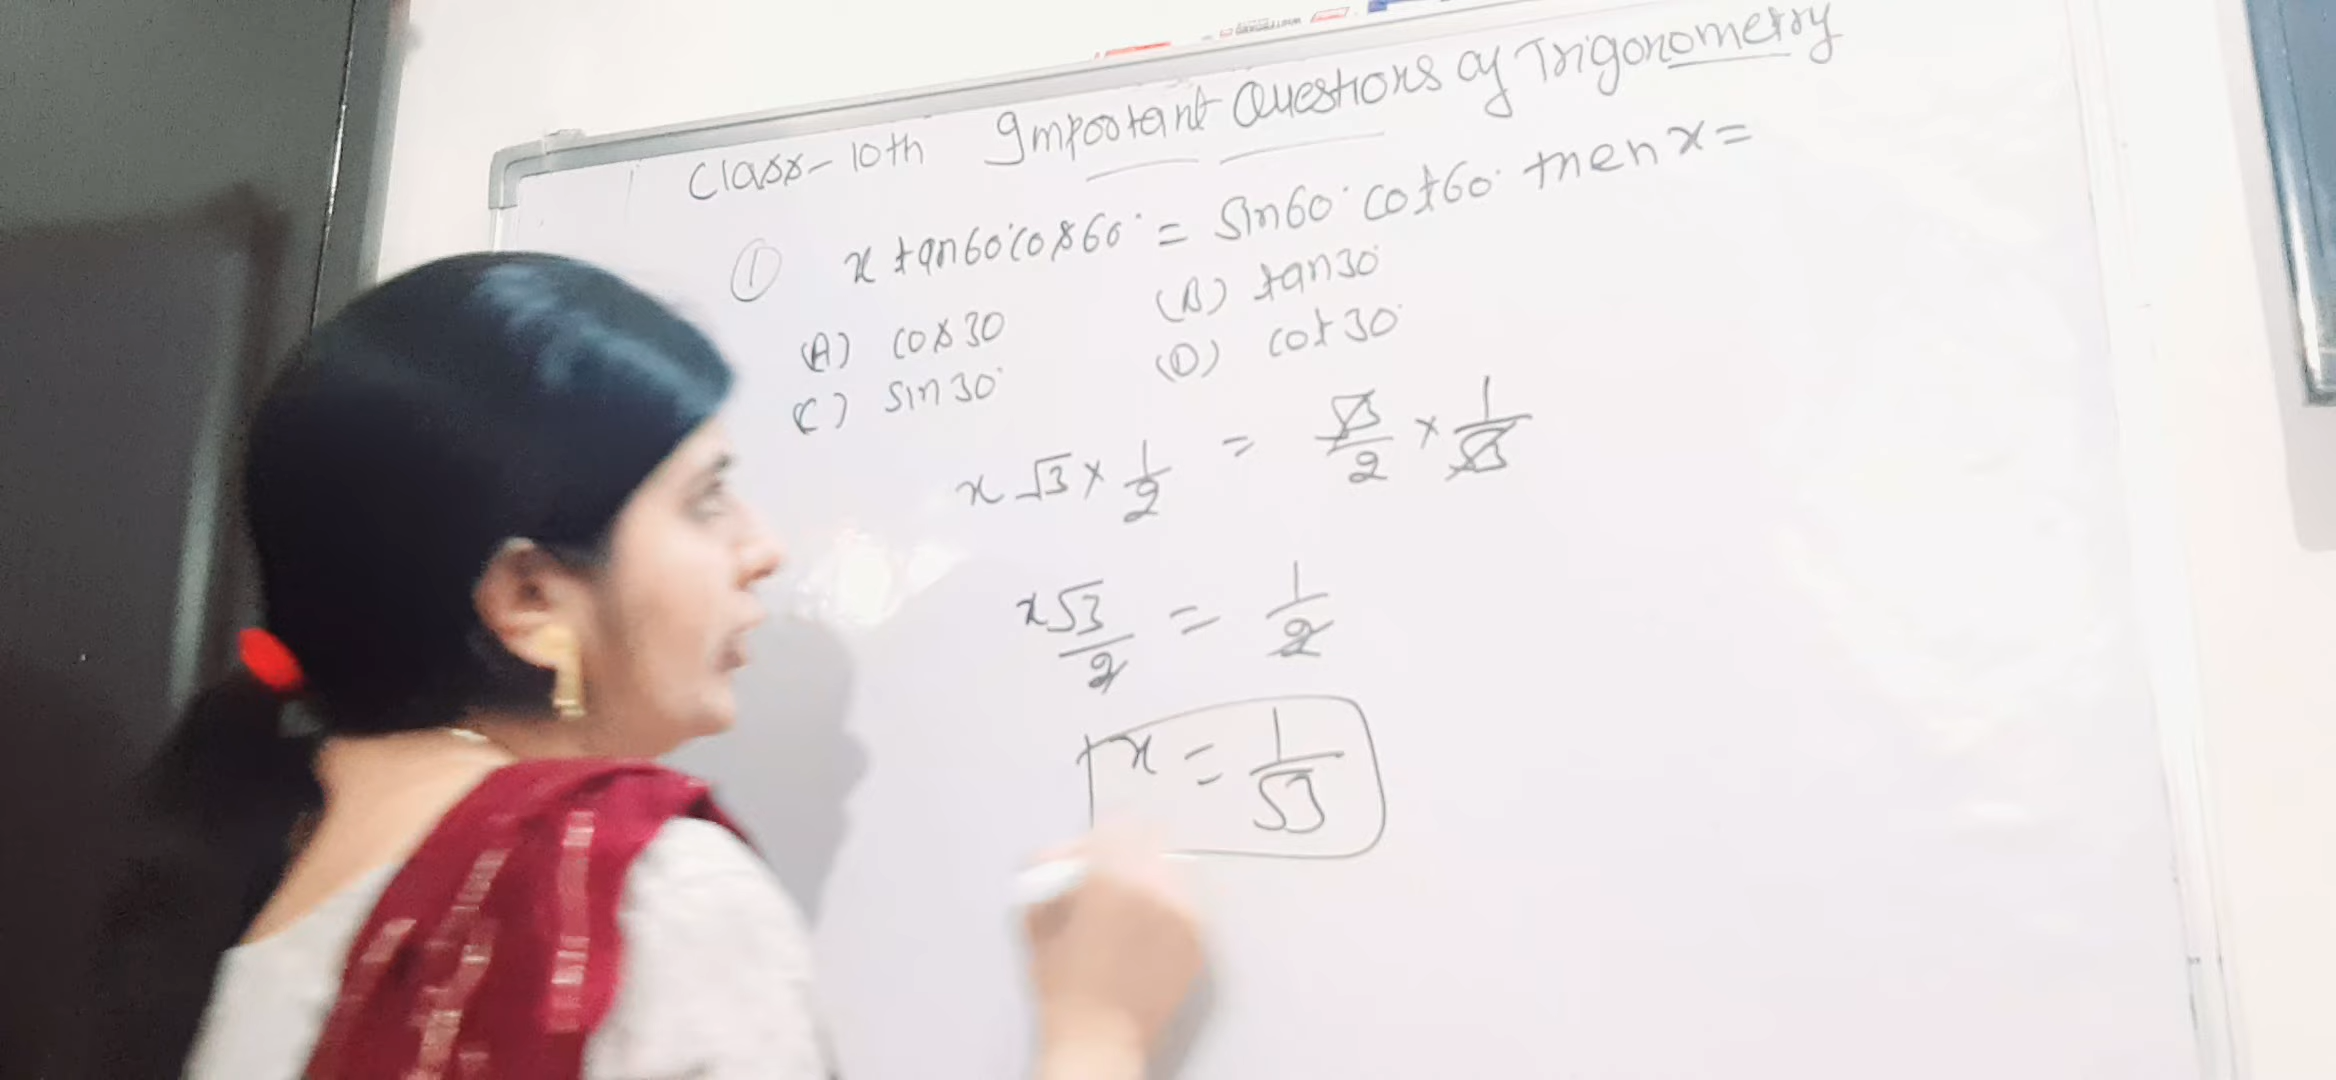 Class-10th Important Questions of Trigonometry
① x tan60° cos60° = sin60° cot60° then x =
(A) cos30 (B) tan30°
(C) sin30° (D) cot30°
x √3 × 1/2 = √3/2 × 1/√3
x√3/2 = 1/2
x = 1/√3